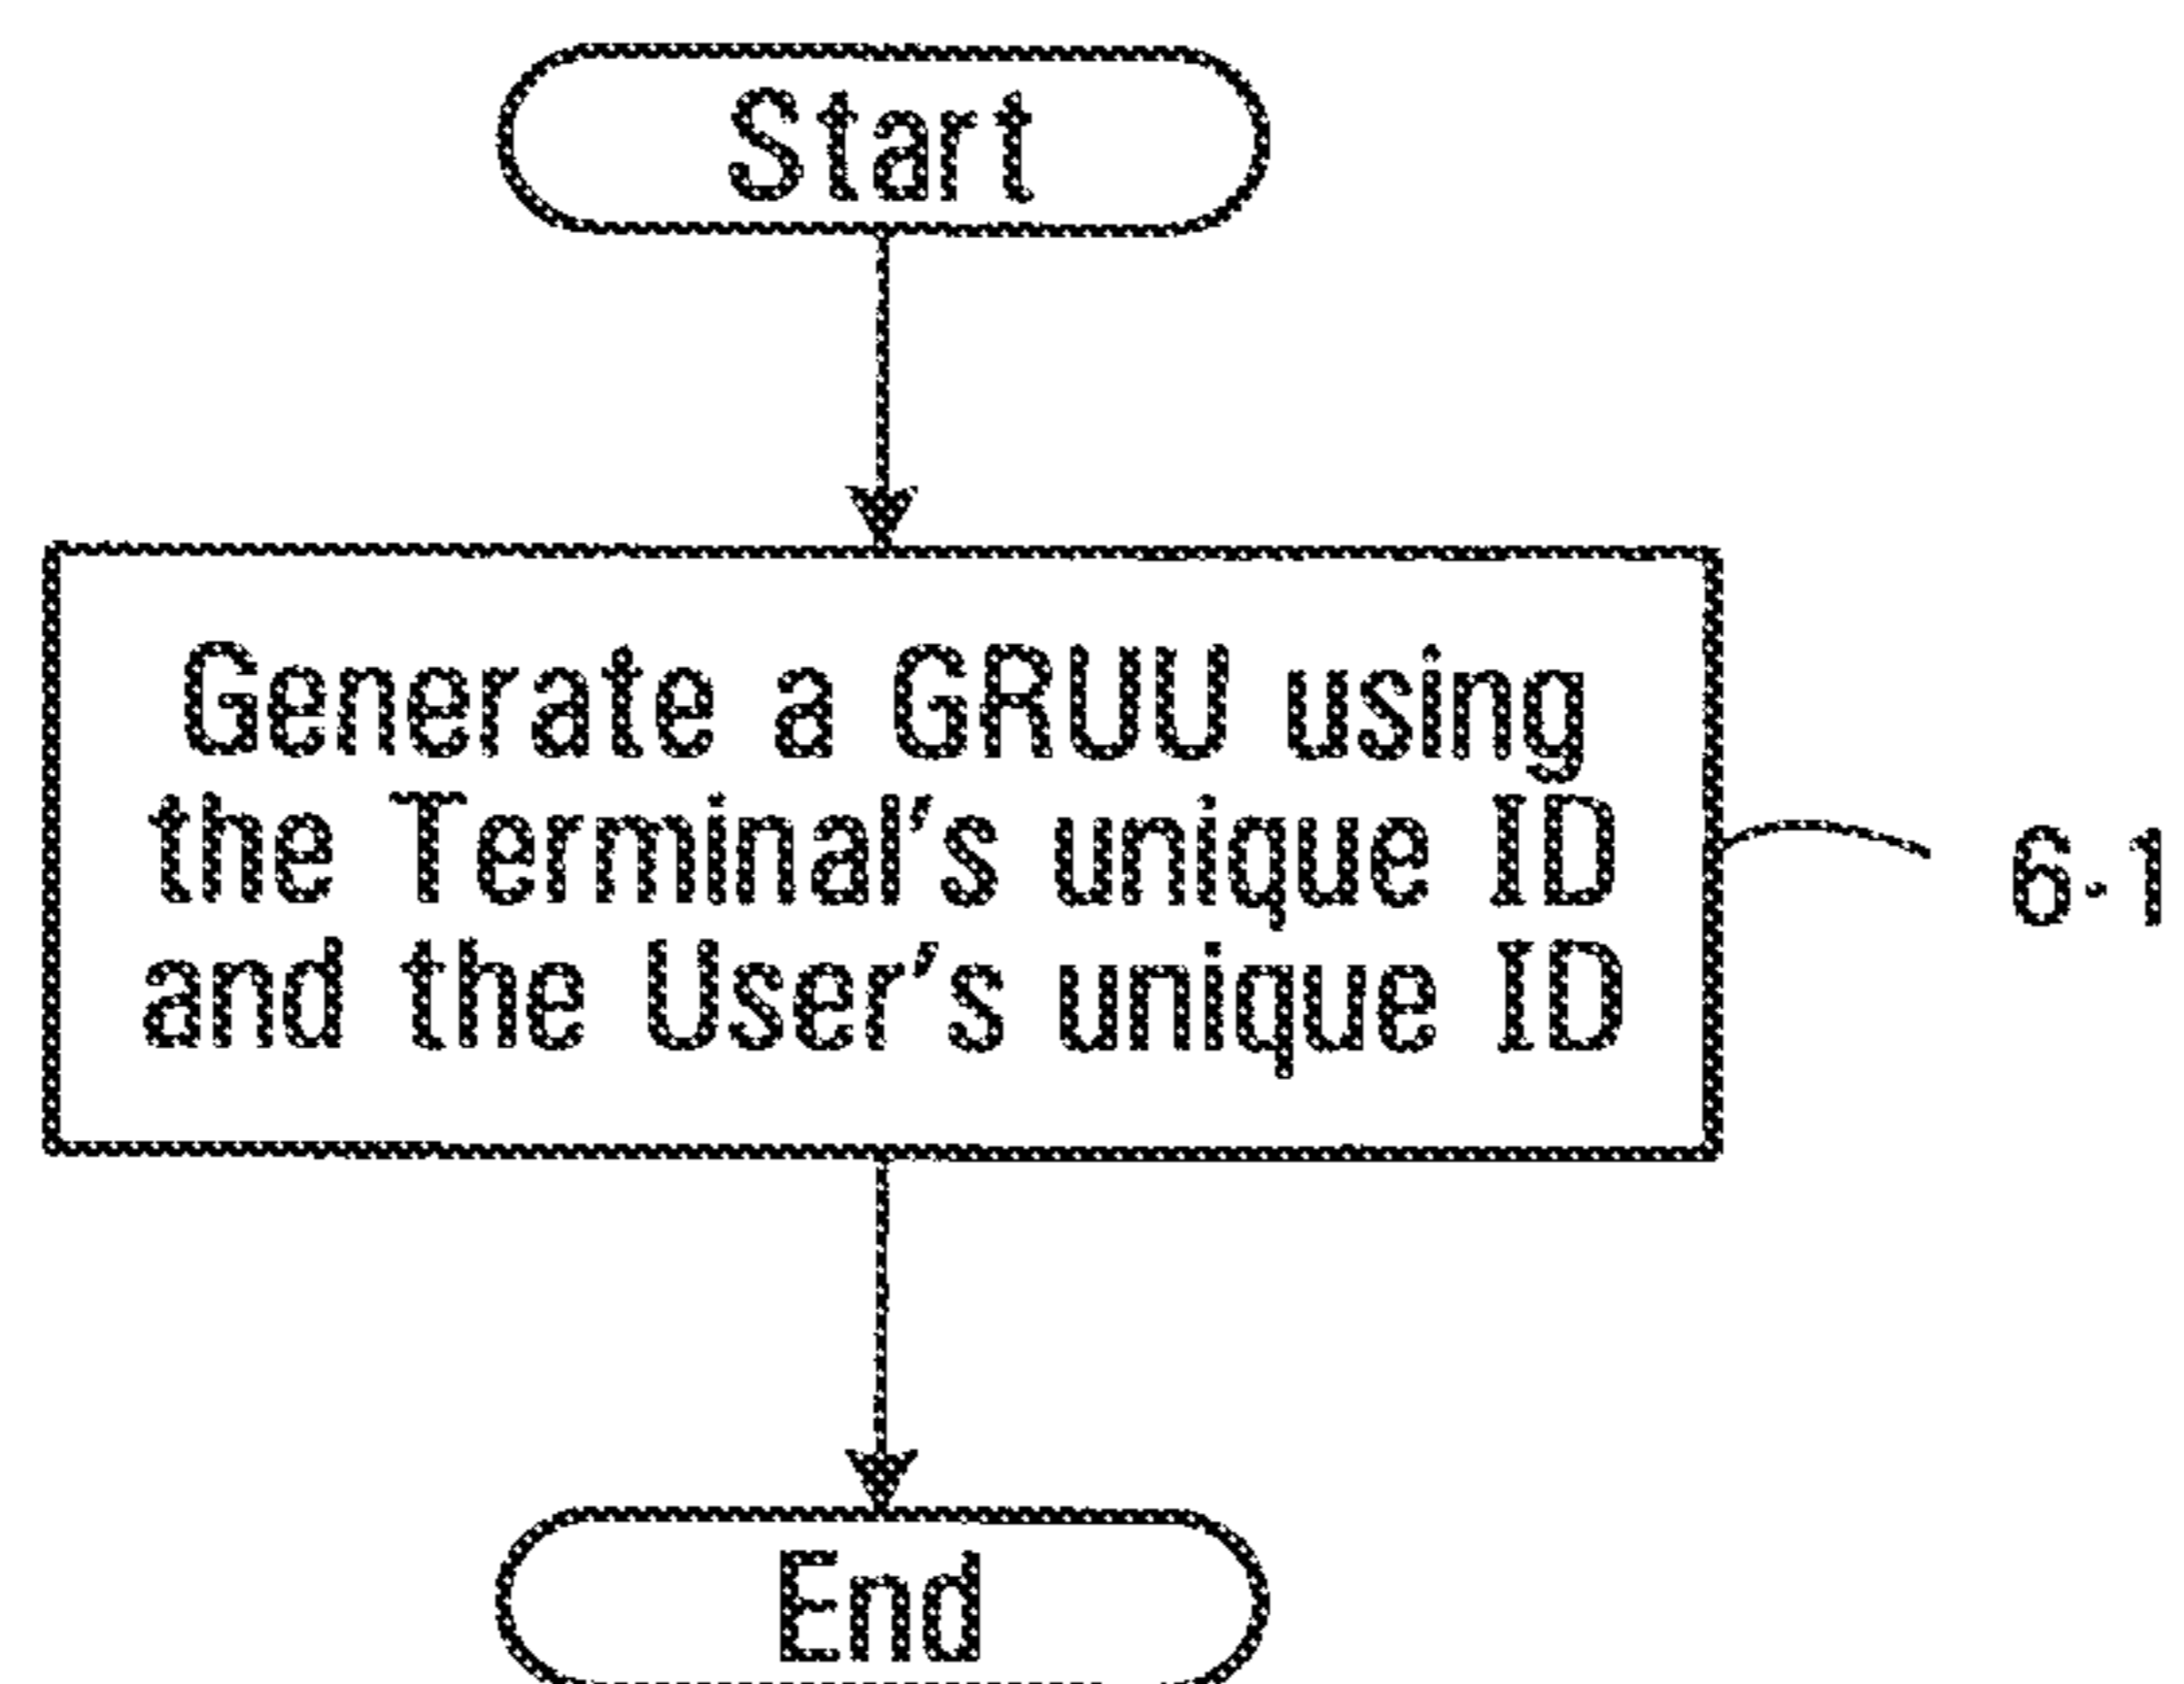 Start
Generate a GRUU using
the Terminal's unique ID
and the User's unique ID
6-1
End